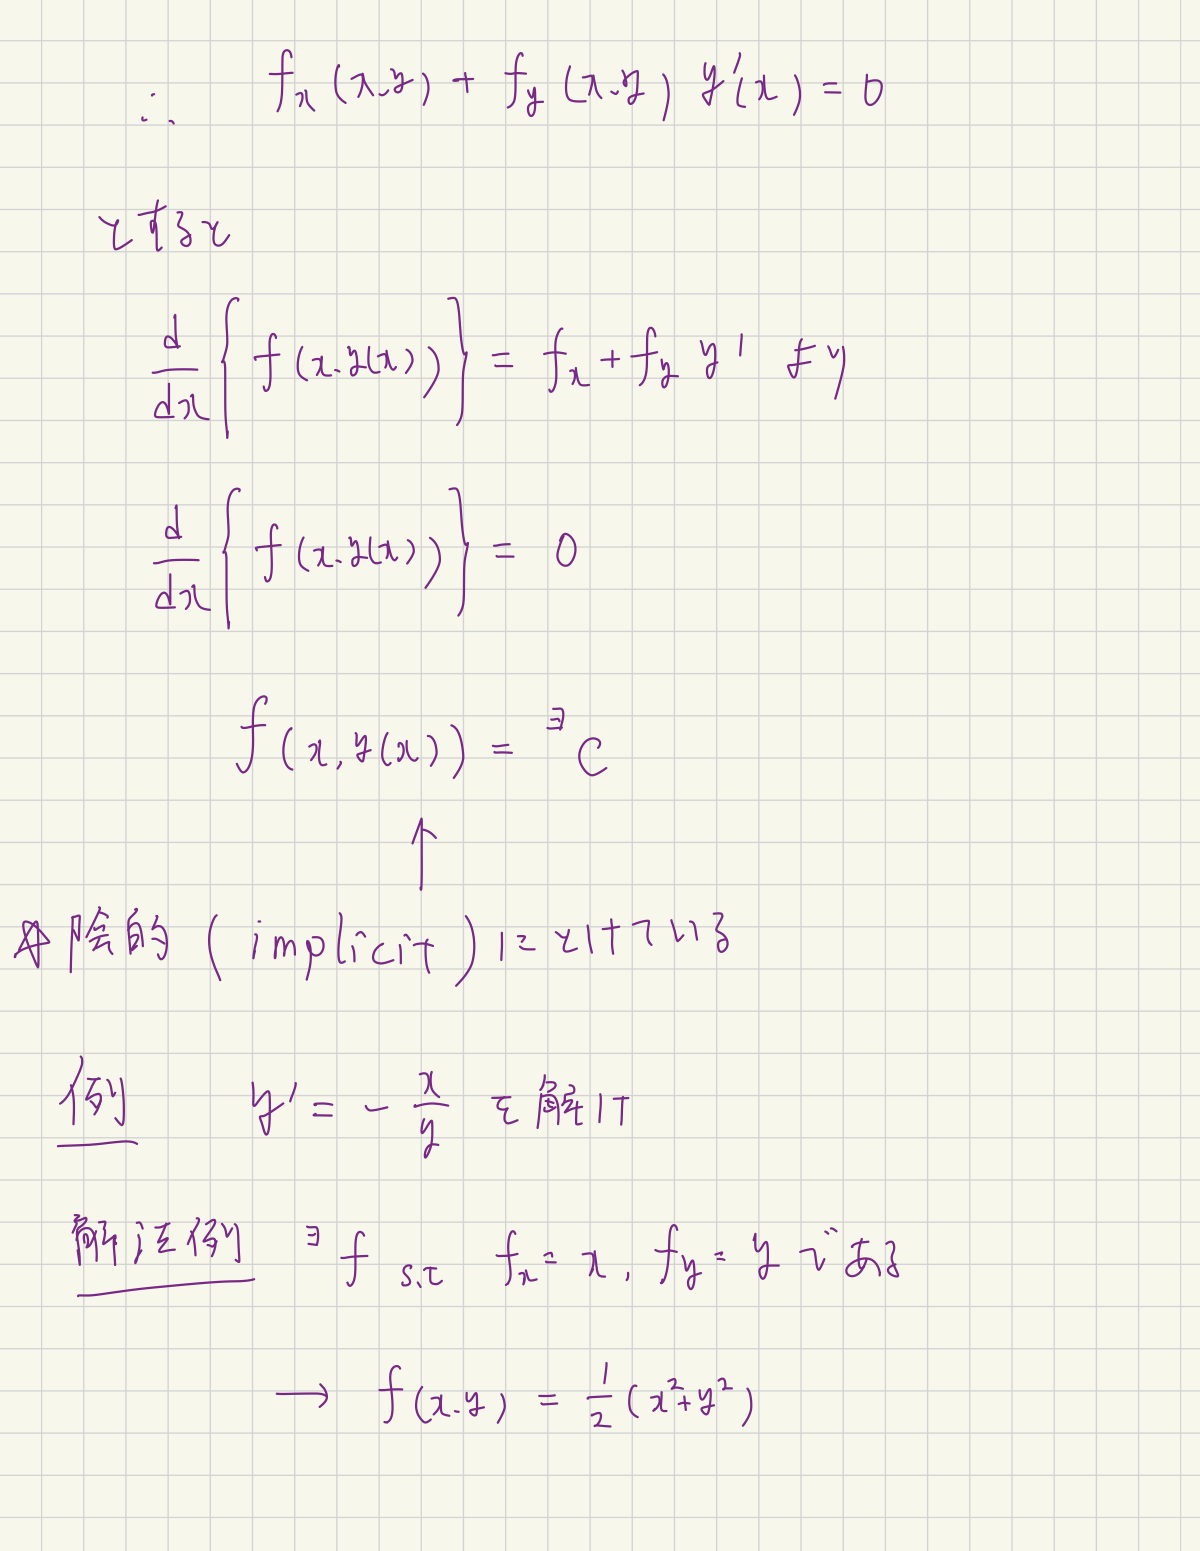 ∴ f_x(x,y) + f_y(x,y) y'(x) = 0
とすると
d/dx { f(x,y(x)) } = f_x + f_y y' より
d/dx { f(x,y(x)) } = 0
f(x, y(x)) = ∃C
↑
☆陰的 (implicit) にとけている
例 y' = - x/y を解け
解法例 ∃f s.t f_x = x, f_y = y である
→ f(x,y) = 1/2 (x²+y²)